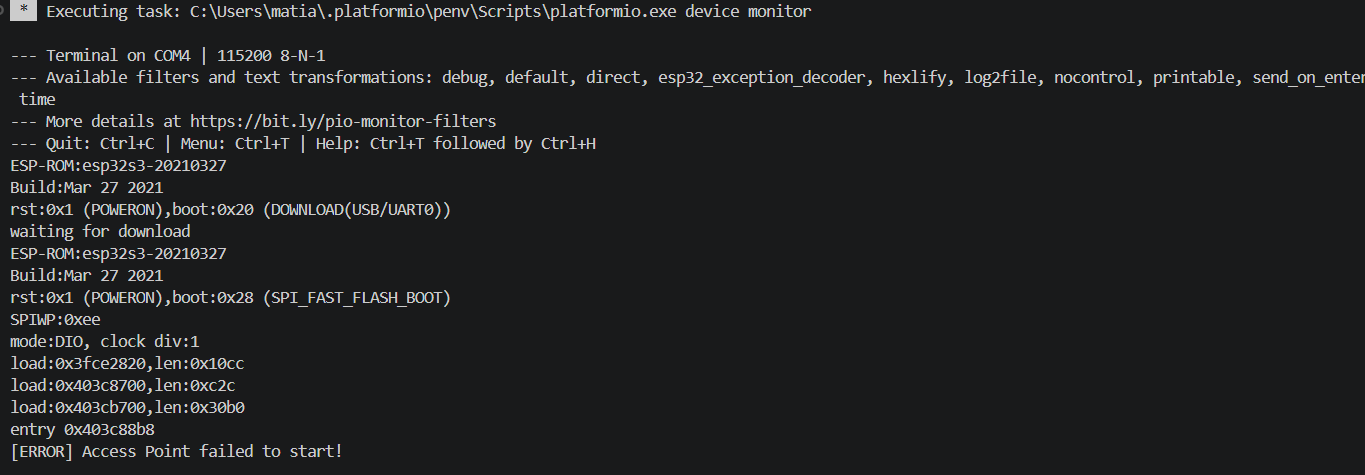 * Executing task: C:\Users\matia\.platformio\penv\Scripts\platformio.exe device monitor
--- Terminal on COM4 | 115200 8-N-1
--- Available filters and text transformations: debug, default, direct, esp32_exception_decoder, hexlify, log2file, nocontrol, printable, send_on_enter
time
--- More details at https://bit.ly/pio-monitor-filters
--- Quit: Ctrl+C | Menu: Ctrl+T | Help: Ctrl+T followed by Ctrl+H
ESP-ROM:esp32s3-20210327
Build:Mar 27 2021
rst:0x1 (POWERON),boot:0x20 (DOWNLOAD(USB/UART0))
waiting for download
ESP-ROM:esp32s3-20210327
Build:Mar 27 2021
rst:0x1 (POWERON),boot:0x28 (SPI_FAST_FLASH_BOOT)
SPIWP:0xee
mode:DIO, clock div:1
load:0x3fce2820,len:0x10cc
load:0x403c8700,len:0xc2c
load:0x403cb700,len:0x30b0
entry 0x403c88b8
[ERROR] Access Point failed to start!